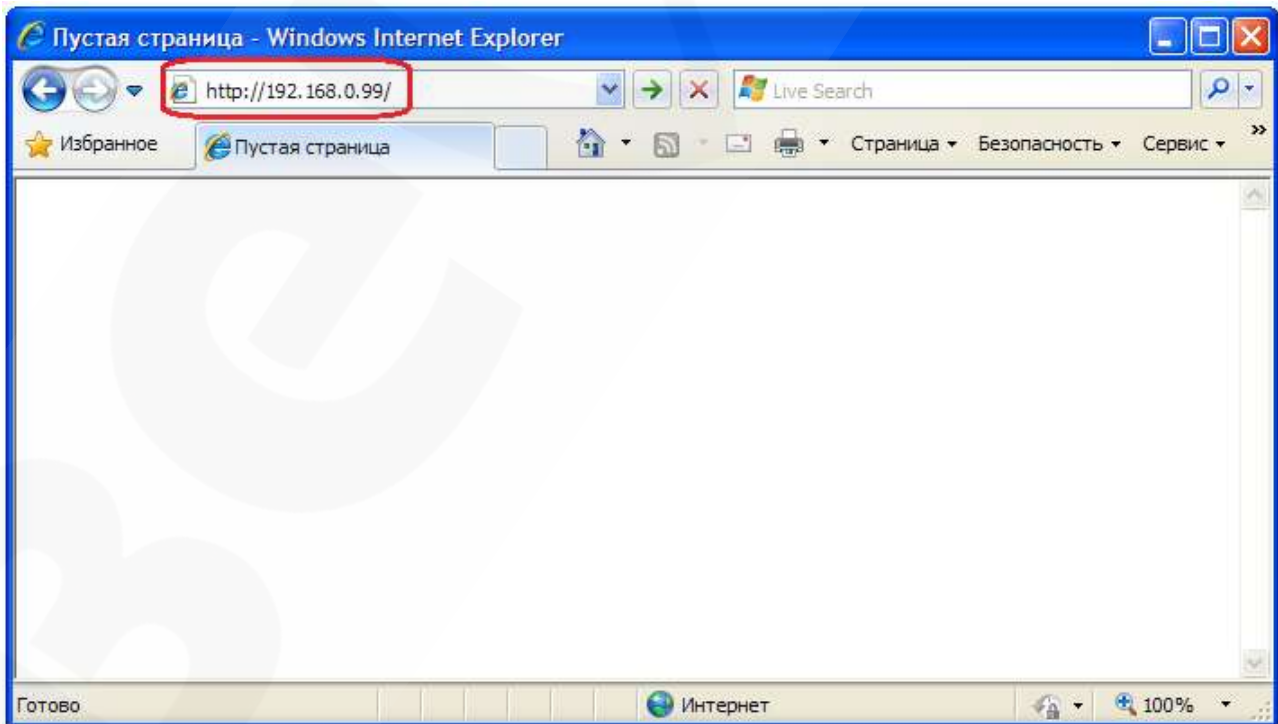 Пустая страница - Windows Internet Explorer
http://192.168.0.99/
Live Search
Избранное
Пустая страница
Страница
Безопасность
Сервис
»
Готово
Интернет
100%